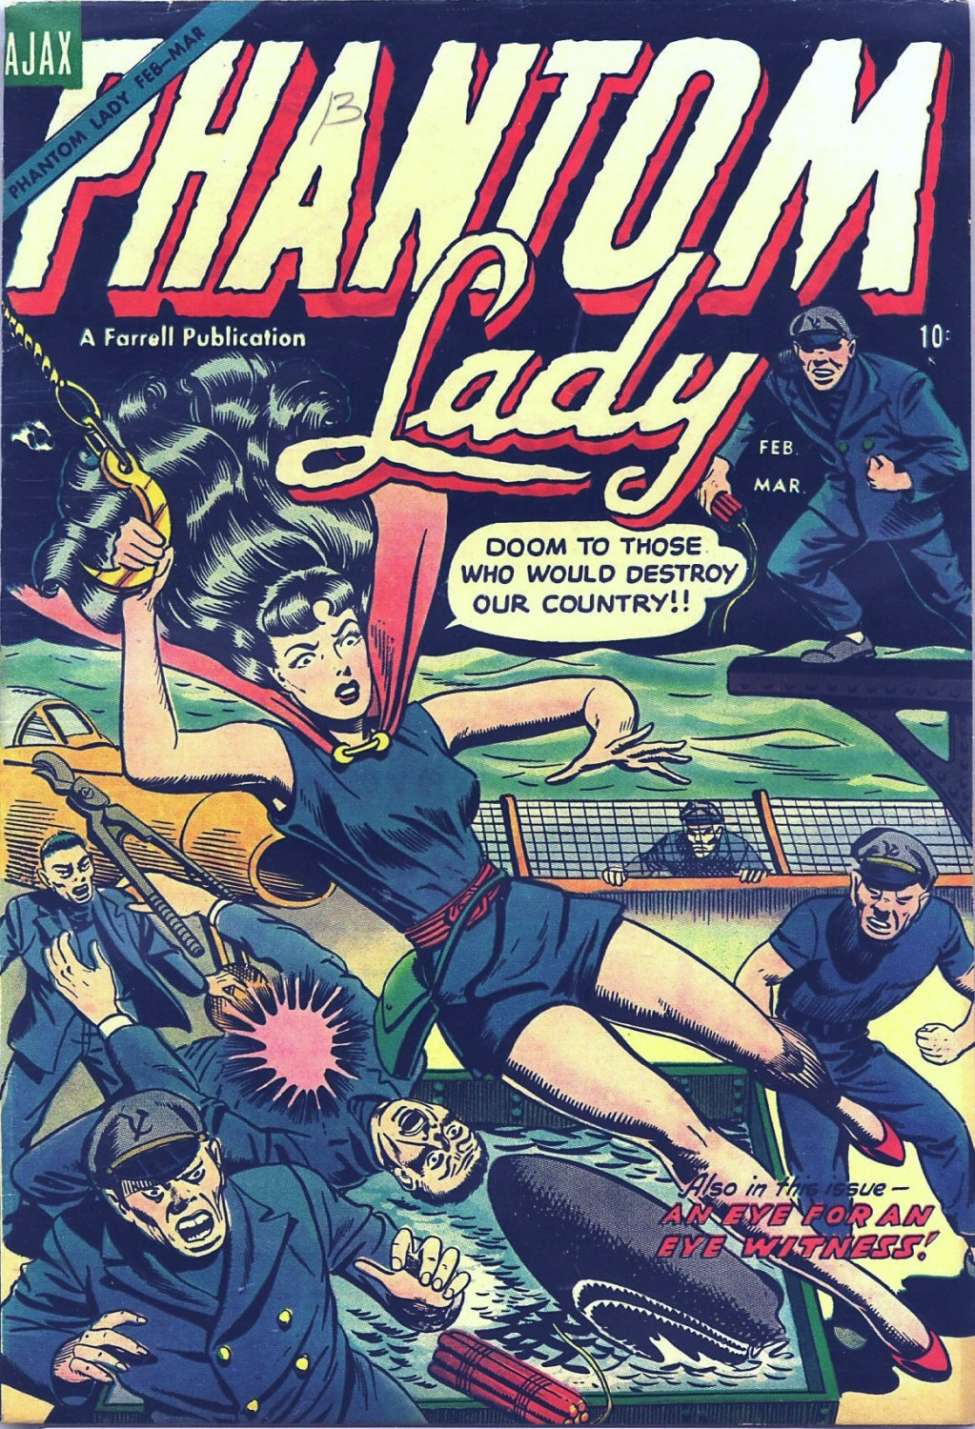 AJAX
PHANTOM LADY FEB-MAR
PHANTOM
Lady
13
A Farrell Publication
10¢
FEB.
MAR.
DOOM TO THOSE
WHO WOULD DESTROY
OUR COUNTRY!!
Also in this issue—
AN EYE FOR AN
EYE WITNESS!